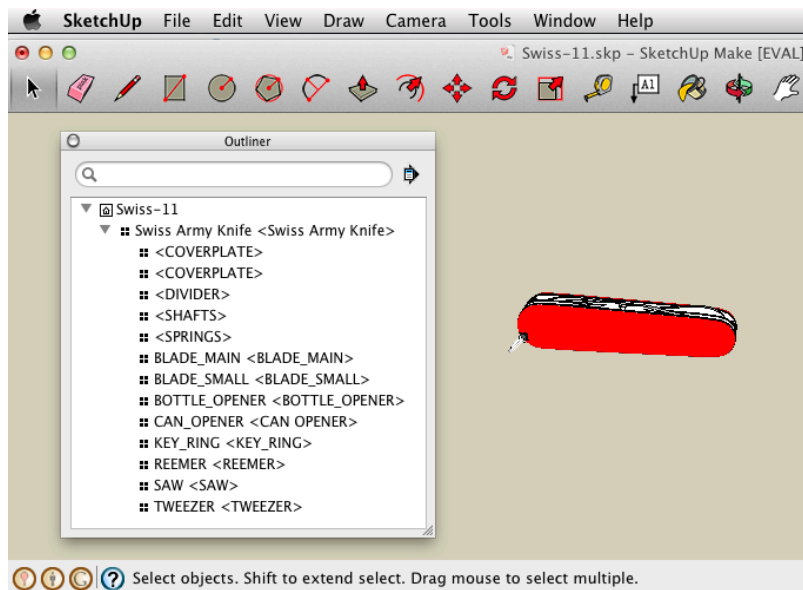 SketchUp File Edit View Draw Camera Tools Window Help
Swiss-11.skp – SketchUp Make [EVAL]
A1
Outliner
Swiss-11
Swiss Army Knife <Swiss Army Knife>
<COVERPLATE>
<COVERPLATE>
<DIVIDER>
<SHAFTS>
<SPRINGS>
BLADE_MAIN <BLADE_MAIN>
BLADE_SMALL <BLADE_SMALL>
BOTTLE_OPENER <BOTTLE_OPENER>
CAN_OPENER <CAN OPENER>
KEY_RING <KEY_RING>
REEMER <REEMER>
SAW <SAW>
TWEEZER <TWEEZER>
Select objects. Shift to extend select. Drag mouse to select multiple.